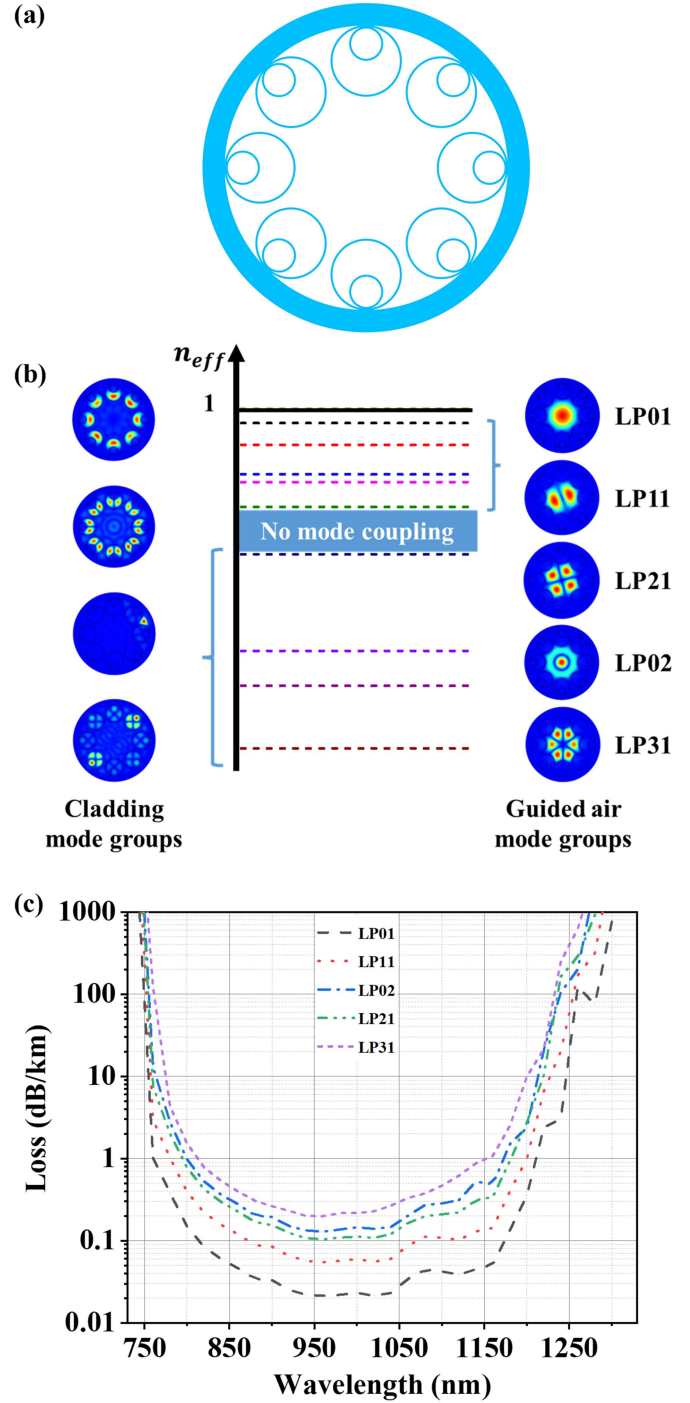 (a)
(b)
n_eff
1
LP01
LP11
No mode coupling
LP21
LP02
LP31
Cladding
mode groups
Guided air
mode groups
(c)
1000
100
10
1
0.1
0.01
Loss (dB/km)
LP01
LP11
LP02
LP21
LP31
750 850 950 1050 1150 1250
Wavelength (nm)